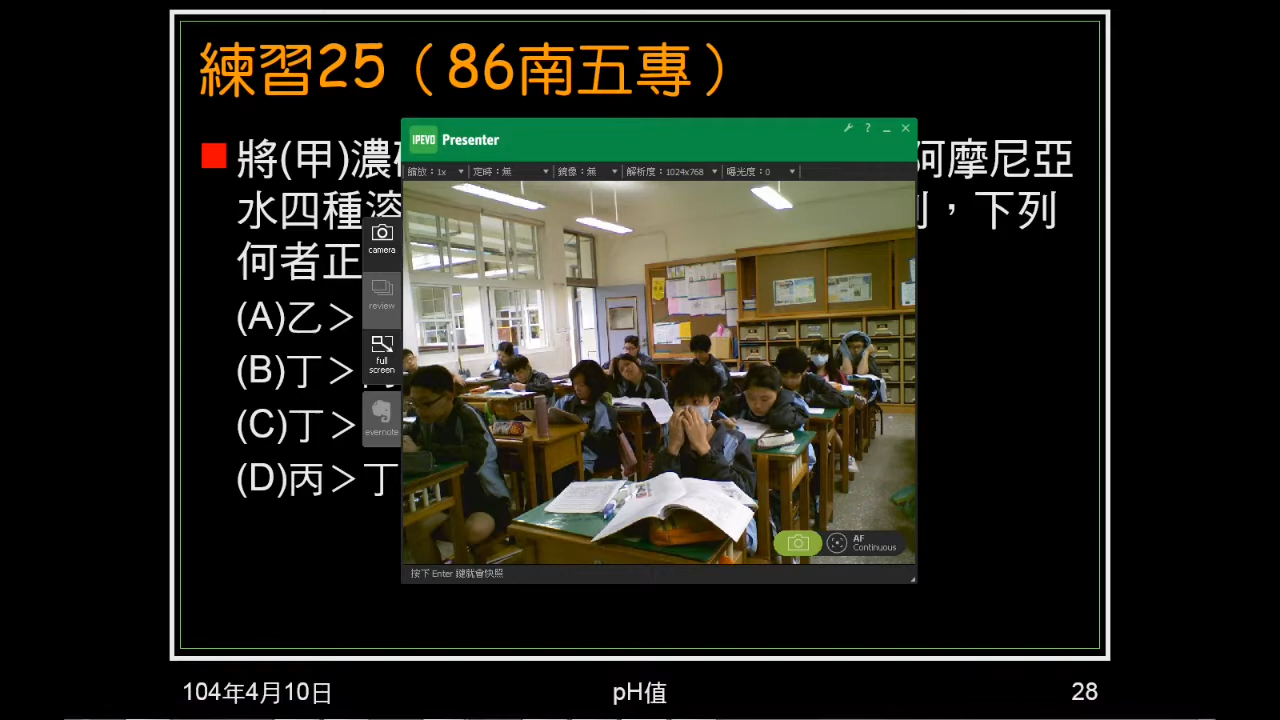 練習25（86南五專）
IPEVO Presenter
縮放：1x 定時：無 鏡像：無 解析度：1024x768 曝光度：0
將(甲)濃 阿摩尼亞
水四種溶 ，下列
何者正
(A)乙＞
(B)丁＞
(C)丁＞
(D)丙＞丁
camera
review
full
screen
evernote
AF
Continuous
按下 Enter 鍵就會快照
104年4月10日 pH值 28